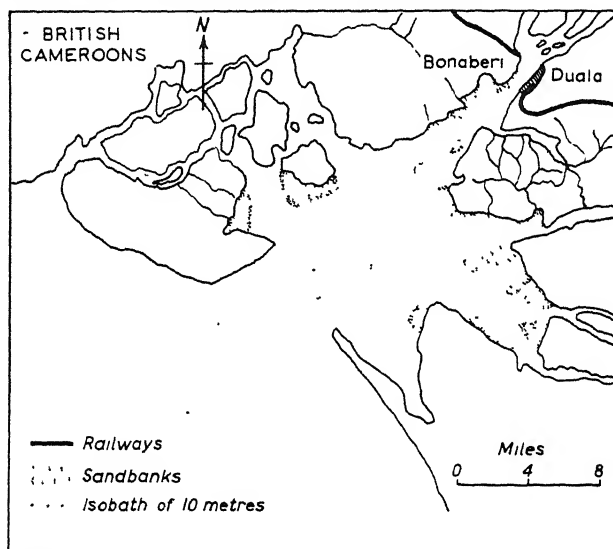 - BRITISH
CAMEROONS
N
Bonaberi
Duala
Railways
Sandbanks
Isobath of 10 metres
Miles
0 4 8